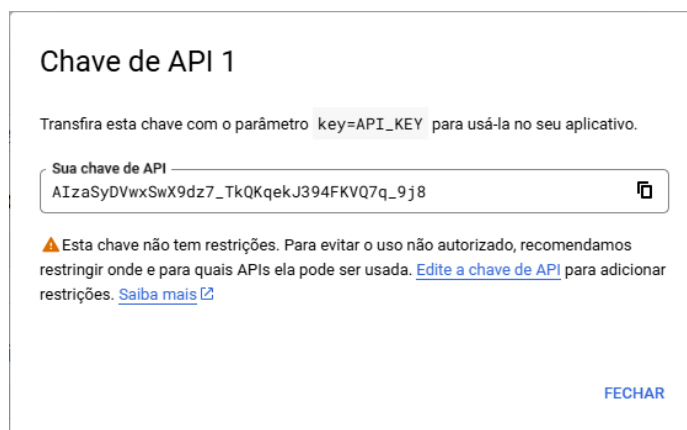 Chave de API 1
Transfira esta chave com o parâmetro key=API_KEY para usá-la no seu aplicativo.
Sua chave de API
AIzaSyDVwxSwX9dz7_TkQKqekJ394FKVQ7q_9j8
Esta chave não tem restrições. Para evitar o uso não autorizado, recomendamos
restringir onde e para quais APIs ela pode ser usada. Edite a chave de API para adicionar
restrições. Saiba mais
FECHAR